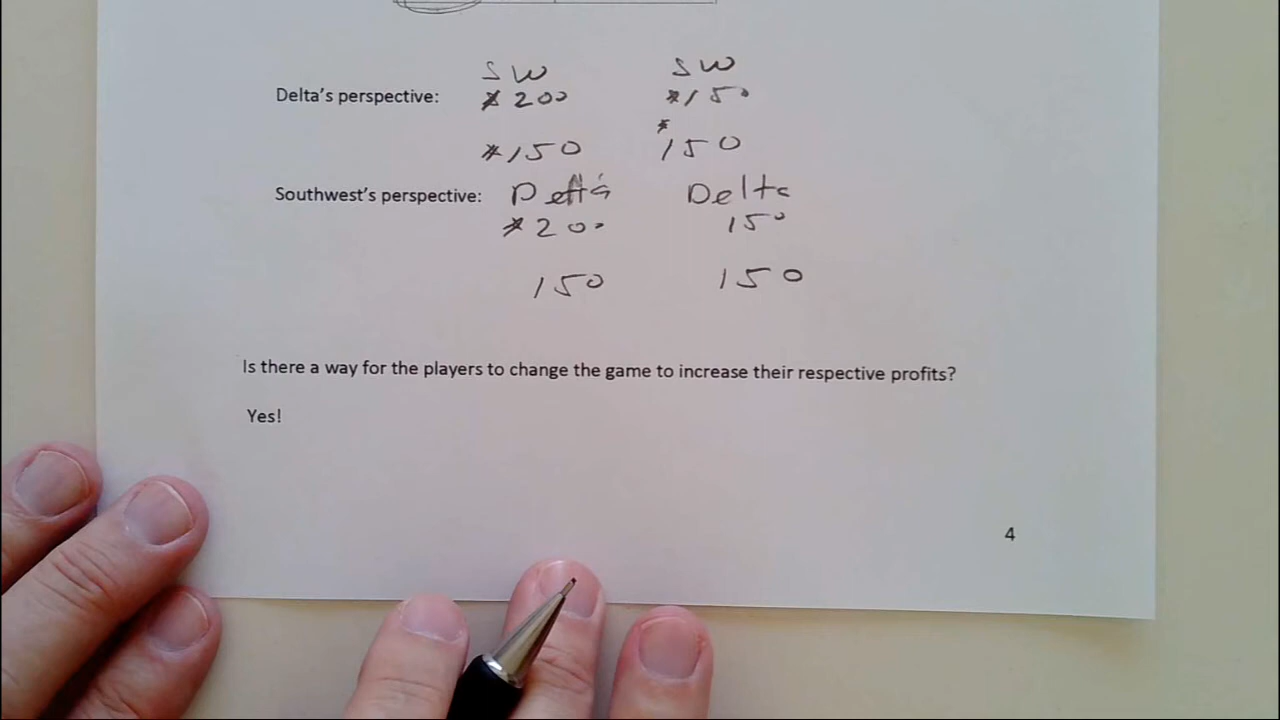 SW SW
Delta's perspective: $200 $150
$
$150 150
Southwest's perspective: Delta Delta
$200 150
150 150
Is there a way for the players to change the game to increase their respective profits?
Yes!
4